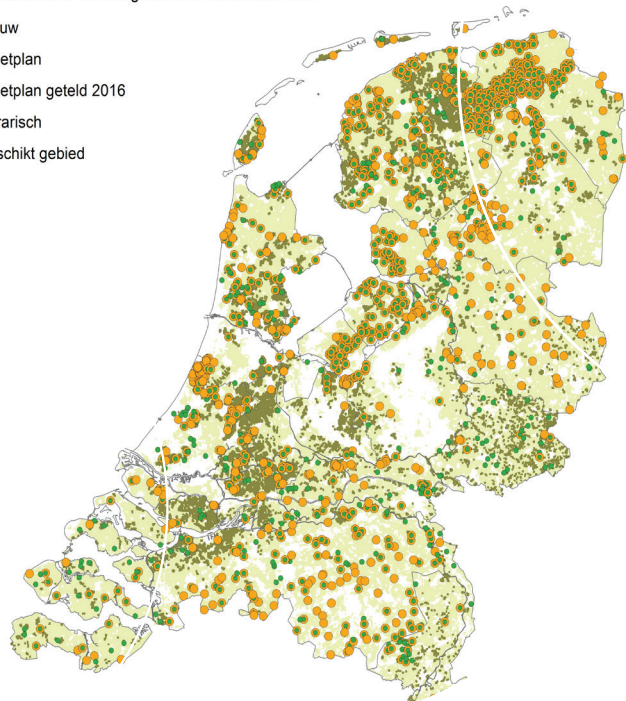 uw
etplan
etplan geteld 2016
rarisch
schikt gebied